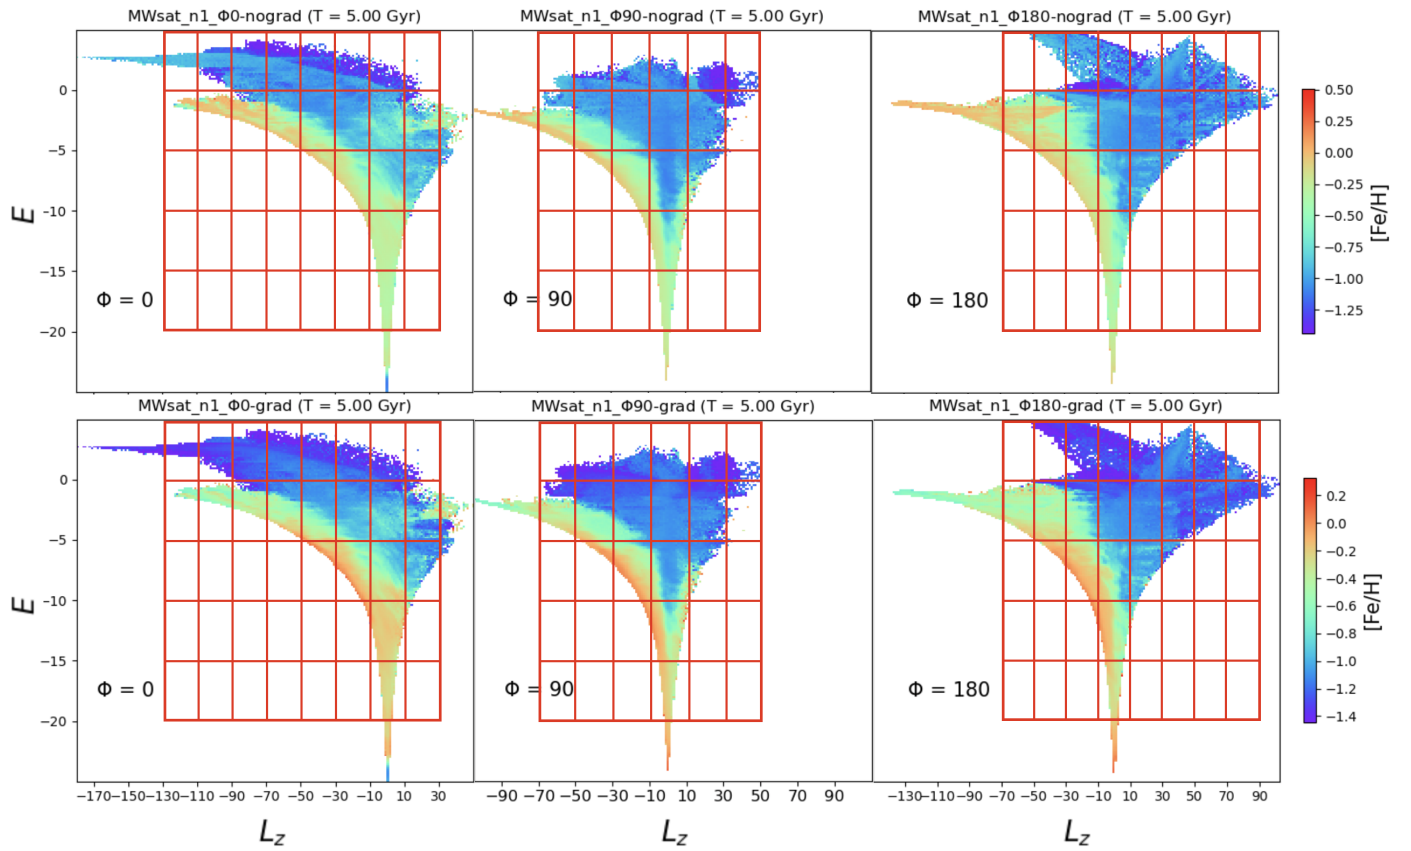 MWsat_n1_Φ0-nograd (T = 5.00 Gyr) MWsat_n1_Φ90-nograd (T = 5.00 Gyr) MWsat_n1_Φ180-nograd (T = 5.00 Gyr)
0
−5
−10
−15
−20
E
Φ = 0 Φ = 90 Φ = 180
0.50
0.25
0.00
−0.25
−0.50
−0.75
−1.00
−1.25
[Fe/H]
MWsat_n1_Φ0-grad (T = 5.00 Gyr) MWsat_n1_Φ90-grad (T = 5.00 Gyr) MWsat_n1_Φ180-grad (T = 5.00 Gyr)
0
−5
−10
−15
−20
E
Φ = 0 Φ = 90 Φ = 180
0.2
0.0
−0.2
−0.4
−0.6
−0.8
−1.0
−1.2
−1.4
[Fe/H]
−170 −150 −130 −110 −90 −70 −50 −30 −10 10 30 −90 −70 −50 −30 −10 10 30 50 70 90 −130 −110 −90 −70 −50 −30 −10 10 30 50 70 90
Lz Lz Lz